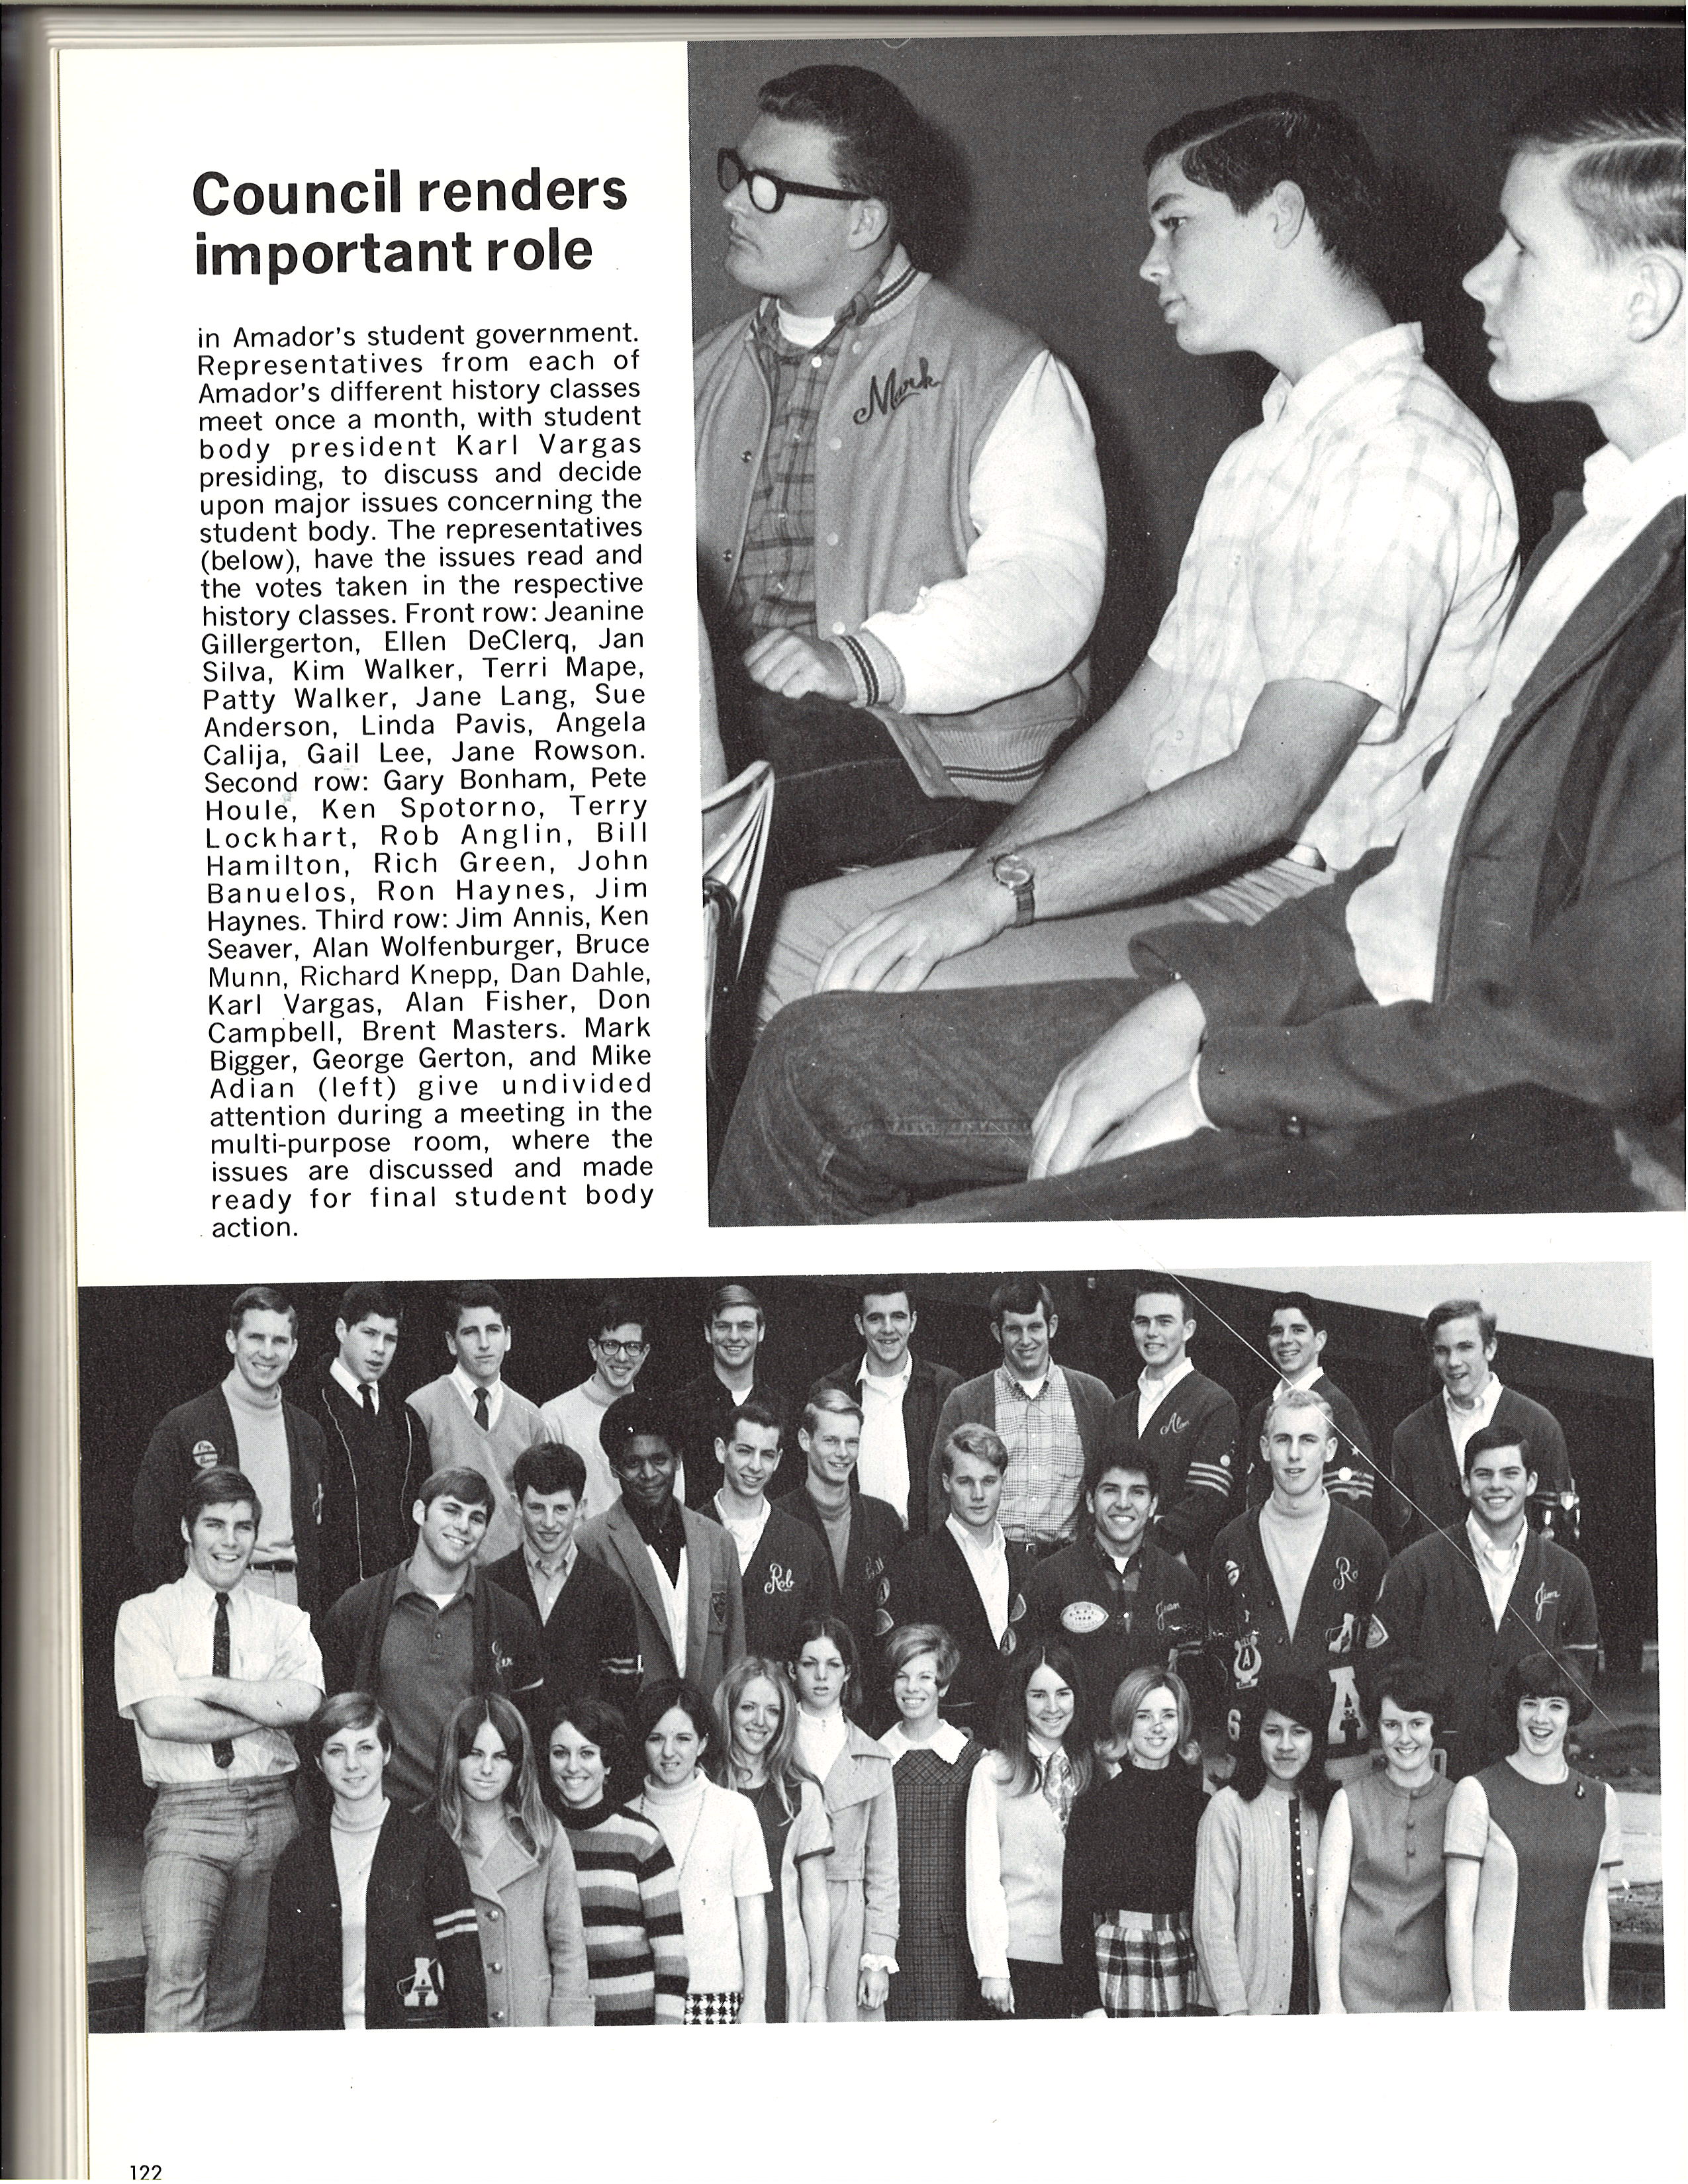 Council renders
important role
in Amador's student government.
Representatives from each of
Amador's different history classes
meet once a month, with student
body president Karl Vargas
presiding, to discuss and decide
upon major issues concerning the
student body. The representatives
(below), have the issues read and
the votes taken in the respective
history classes. Front row: Jeanine
Gillergerton, Ellen DeClerq, Jan
Silva, Kim Walker, Terri Mape,
Patty Walker, Jane Lang, Sue
Anderson, Linda Pavis, Angela
Calija, Gail Lee, Jane Rowson.
Second row: Gary Bonham, Pete
Houle, Ken Spotorno, Terry
Lockhart, Rob Anglin, Bill
Hamilton, Rich Green, John
Banuelos, Ron Haynes, Jim
Haynes. Third row: Jim Annis, Ken
Seaver, Alan Wolfenburger, Bruce
Munn, Richard Knepp, Dan Dahle,
Karl Vargas, Alan Fisher, Don
Campbell, Brent Masters. Mark
Bigger, George Gerton, and Mike
Adian (left) give undivided
attention during a meeting in the
multi-purpose room, where the
issues are discussed and made
ready for final student body
action.
Mark
Rob
Jim
A
A
A
6
A
122